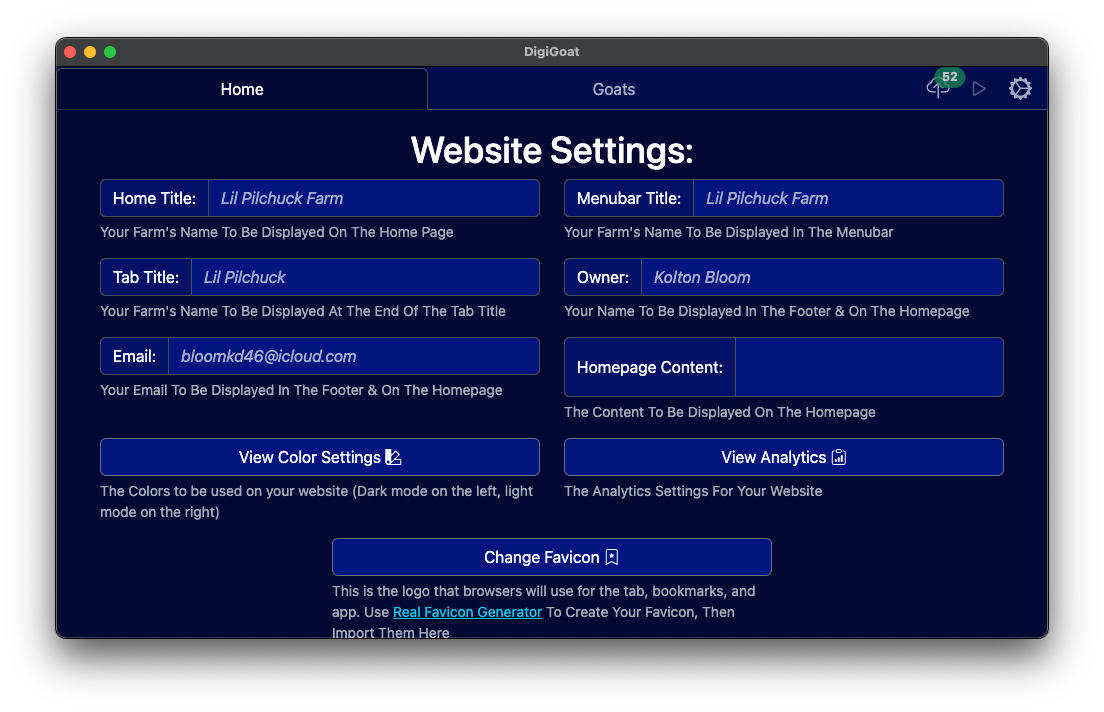 DigiGoat
Home
Goats
52
Website Settings:
Home Title: Lil Pilchuck Farm
Menubar Title: Lil Pilchuck Farm
Your Farm's Name To Be Displayed On The Home Page
Your Farm's Name To Be Displayed In The Menubar
Tab Title: Lil Pilchuck
Owner: Kolton Bloom
Your Farm's Name To Be Displayed At The End Of The Tab Title
Your Name To Be Displayed In The Footer & On The Homepage
Email: bloomkd46@icloud.com
Homepage Content:
Your Email To Be Displayed In The Footer & On The Homepage
The Content To Be Displayed On The Homepage
View Color Settings
View Analytics
The Colors to be used on your website (Dark mode on the left, light
mode on the right)
The Analytics Settings For Your Website
Change Favicon
This is the logo that browsers will use for the tab, bookmarks, and
app. Use Real Favicon Generator To Create Your Favicon, Then
Import Them Here